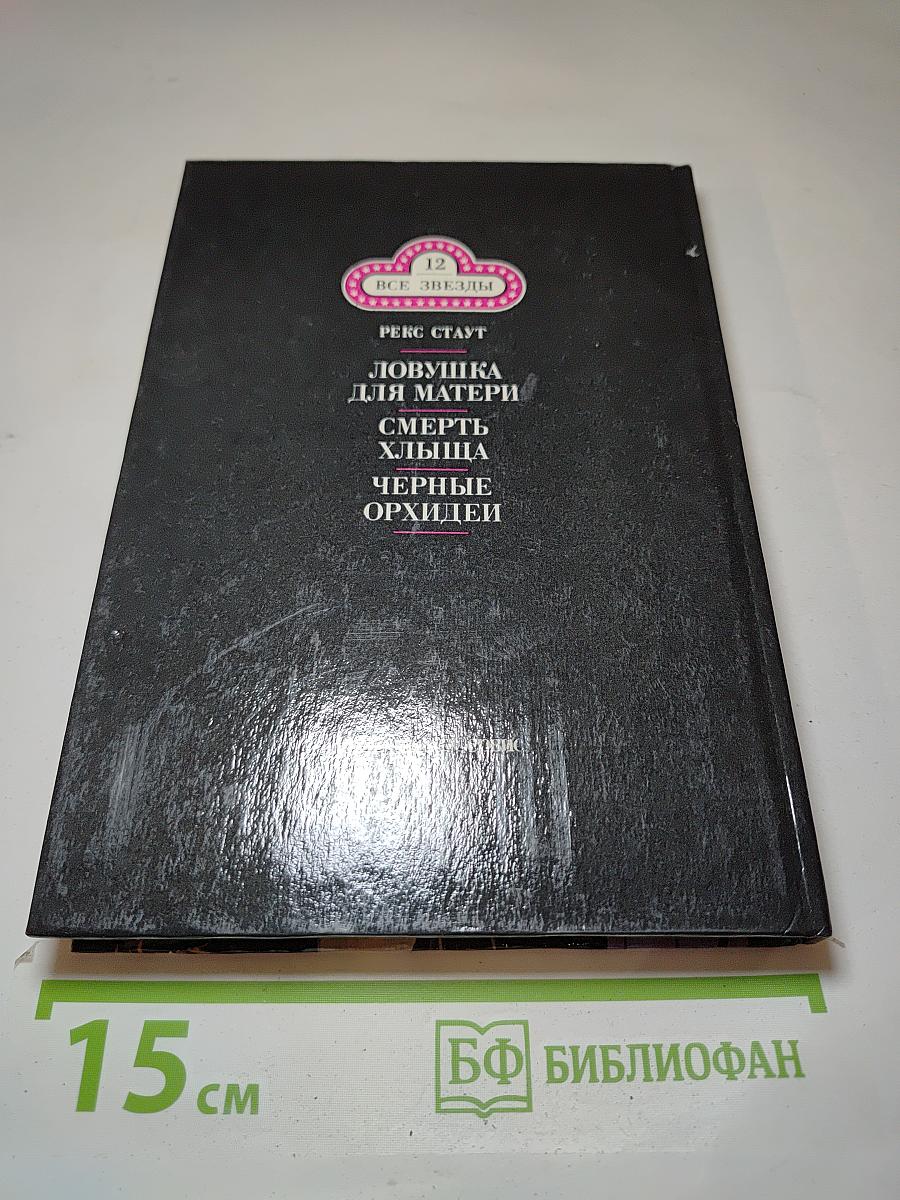 12
ВСЕ ЗВЕЗДЫ
РЕКС СТАУТ
ЛОВУШКА
ДЛЯ МАТЕРИ
СМЕРТЬ
ХЛЫЩА
ЧЕРНЫЕ
ОРХИДЕИ
15 см
БФ БИБЛИОФАН